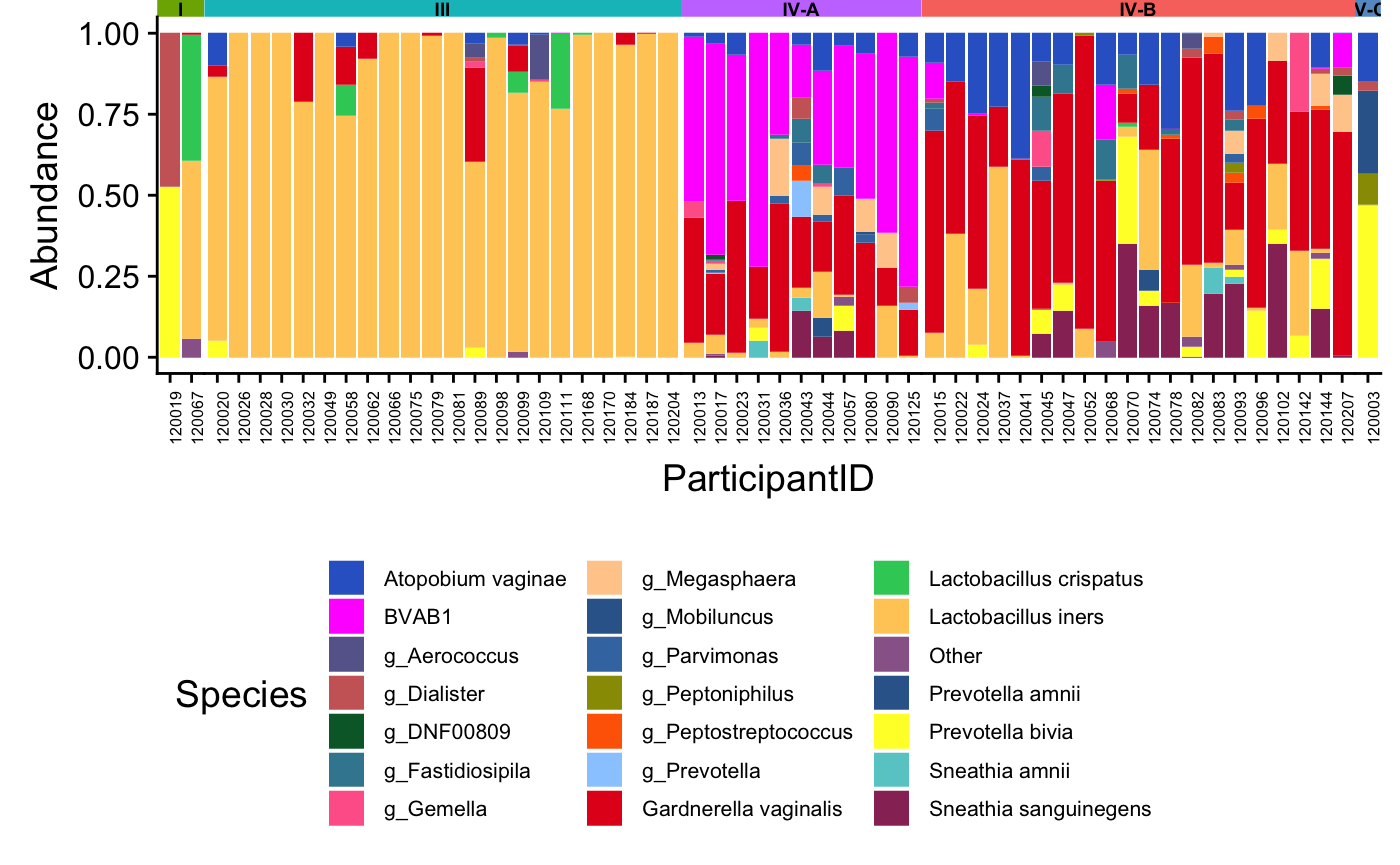 I III IV-A IV-B V-C
1.00
0.75
0.50
0.25
0.00
Abundance
120019 120067 120020 120026 120028 120030 120032 120049 120058 120062 120066 120075 120079 120081 120089 120098 120099 120109 120111 120168 120170 120184 120187 120204 120013 120017 120023 120031 120036 120043 120044 120057 120080 120090 120125 120015 120022 120024 120037 120041 120045 120047 120052 120068 120070 120074 120078 120082 120083 120093 120096 120102 120142 120144 120207 120003
ParticipantID
Species
Atopobium vaginae
BVAB1
g_Aerococcus
g_Dialister
g_DNF00809
g_Fastidiosipila
g_Gemella
g_Megasphaera
g_Mobiluncus
g_Parvimonas
g_Peptoniphilus
g_Peptostreptococcus
g_Prevotella
Gardnerella vaginalis
Lactobacillus crispatus
Lactobacillus iners
Other
Prevotella amnii
Prevotella bivia
Sneathia amnii
Sneathia sanguinegens